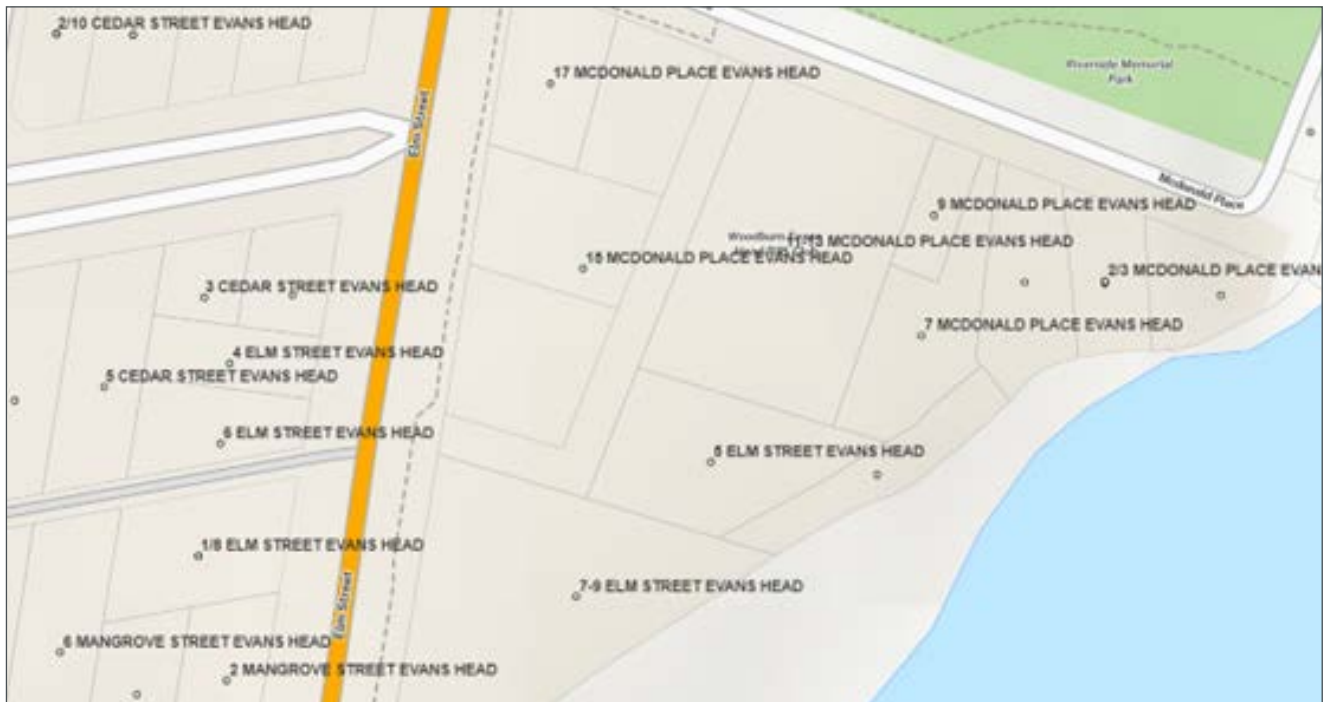 2/10 CEDAR STREET EVANS HEAD
17 MCDONALD PLACE EVANS HEAD
Riverside Memorial
Park
Elm Street
Mcdonald Place
9 MCDONALD PLACE EVANS HEAD
Woodburn Evans
11-13 MCDONALD PLACE EVANS HEAD
15 MCDONALD PLACE EVANS HEAD
2/3 MCDONALD PLACE EVAN
3 CEDAR STREET EVANS HEAD
7 MCDONALD PLACE EVANS HEAD
4 ELM STREET EVANS HEAD
5 CEDAR STREET EVANS HEAD
6 ELM STREET EVANS HEAD
5 ELM STREET EVANS HEAD
1/8 ELM STREET EVANS HEAD
7-9 ELM STREET EVANS HEAD
Elm Street
6 MANGROVE STREET EVANS HEAD
2 MANGROVE STREET EVANS HEAD